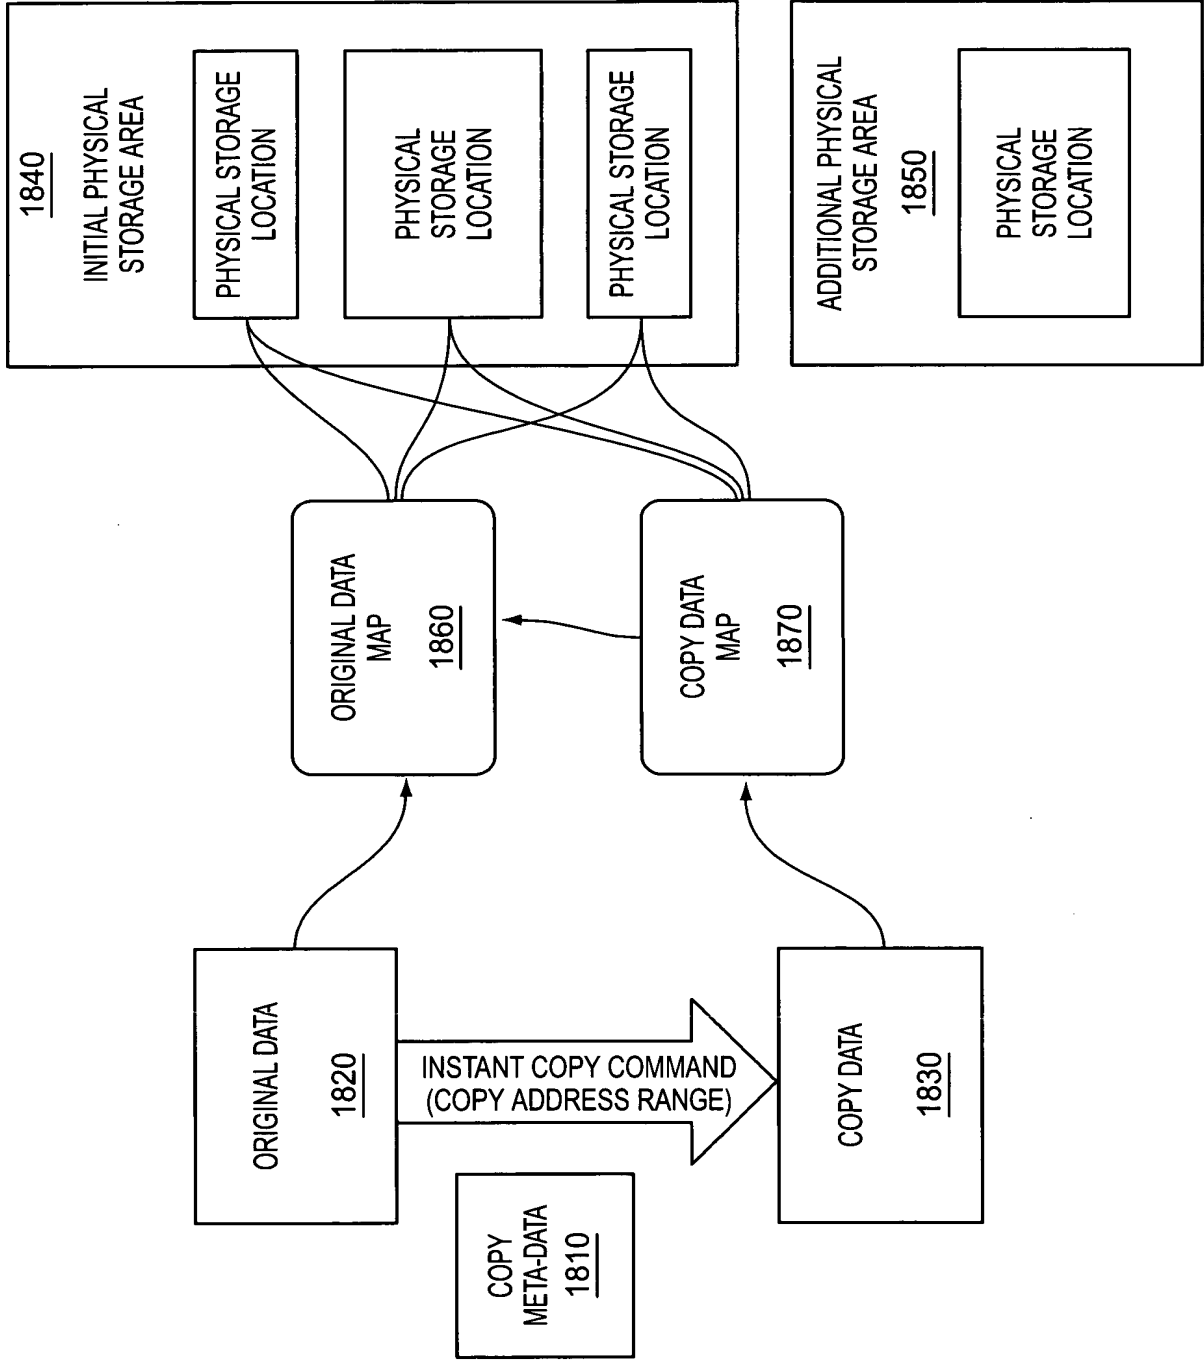 1840
INITIAL PHYSICAL
STORAGE AREA
PHYSICAL STORAGE
LOCATION
PHYSICAL
STORAGE
LOCATION
PHYSICAL STORAGE
LOCATION
ADDITIONAL PHYSICAL
STORAGE AREA
1850
PHYSICAL
STORAGE
LOCATION
ORIGINAL DATA
MAP
1860
COPY DATA
MAP
1870
ORIGINAL DATA
1820
INSTANT COPY COMMAND
(COPY ADDRESS RANGE)
COPY DATA
1830
COPY
META-DATA
1810